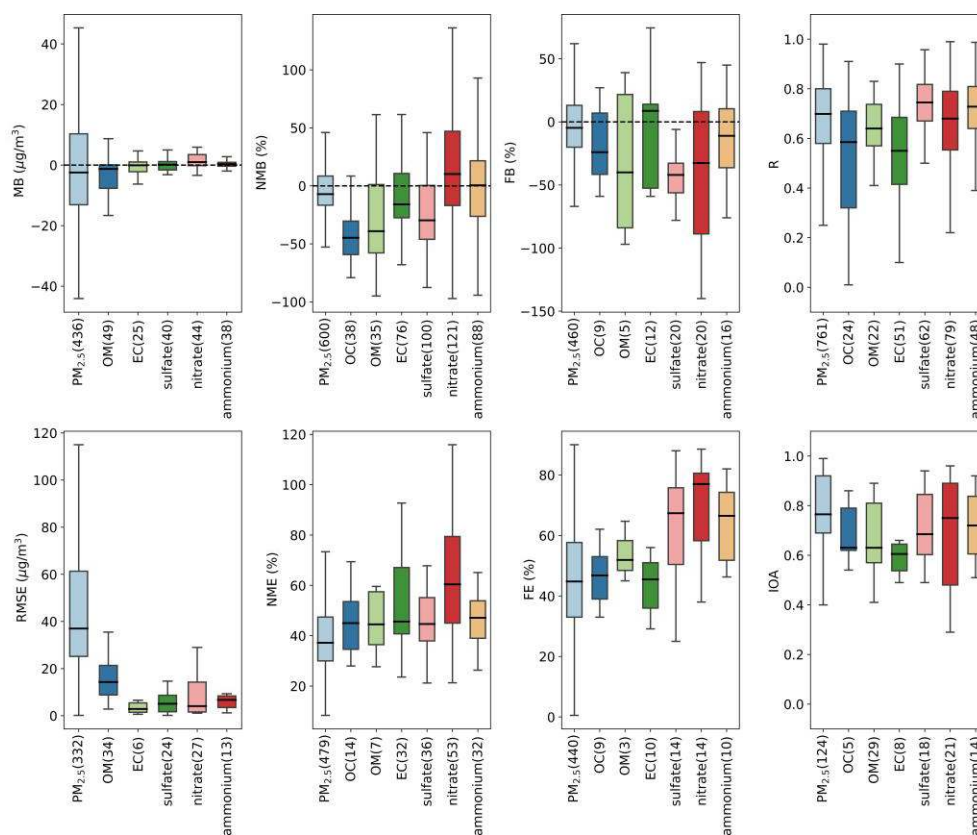 MB (μg/m³)
40
20
0
−20
−40
PM₂.₅(436)
OM(49)
EC(25)
sulfate(40)
nitrate(44)
ammonium(38)
NMB (%)
100
50
0
−50
−100
PM₂.₅(600)
OC(38)
OM(35)
EC(76)
sulfate(100)
nitrate(121)
ammonium(88)
FB (%)
50
0
−50
−100
−150
PM₂.₅(460)
OC(9)
OM(5)
EC(12)
sulfate(20)
nitrate(20)
ammonium(16)
R
1.0
0.8
0.6
0.4
0.2
0.0
PM₂.₅(761)
OC(24)
OM(22)
EC(51)
sulfate(62)
nitrate(79)
ammonium(48)
RMSE (μg/m³)
120
100
80
60
40
20
0
PM₂.₅(332)
OM(34)
EC(6)
sulfate(24)
nitrate(27)
ammonium(13)
NME (%)
120
100
80
60
40
20
0
PM₂.₅(479)
OC(14)
OM(7)
EC(32)
sulfate(36)
nitrate(53)
ammonium(32)
FE (%)
80
60
40
20
0
PM₂.₅(440)
OC(9)
OM(3)
EC(10)
sulfate(14)
nitrate(14)
ammonium(10)
IOA
1.0
0.8
0.6
0.4
0.2
0.0
PM₂.₅(124)
OC(5)
OM(29)
EC(8)
sulfate(18)
nitrate(21)
ammonium(14)